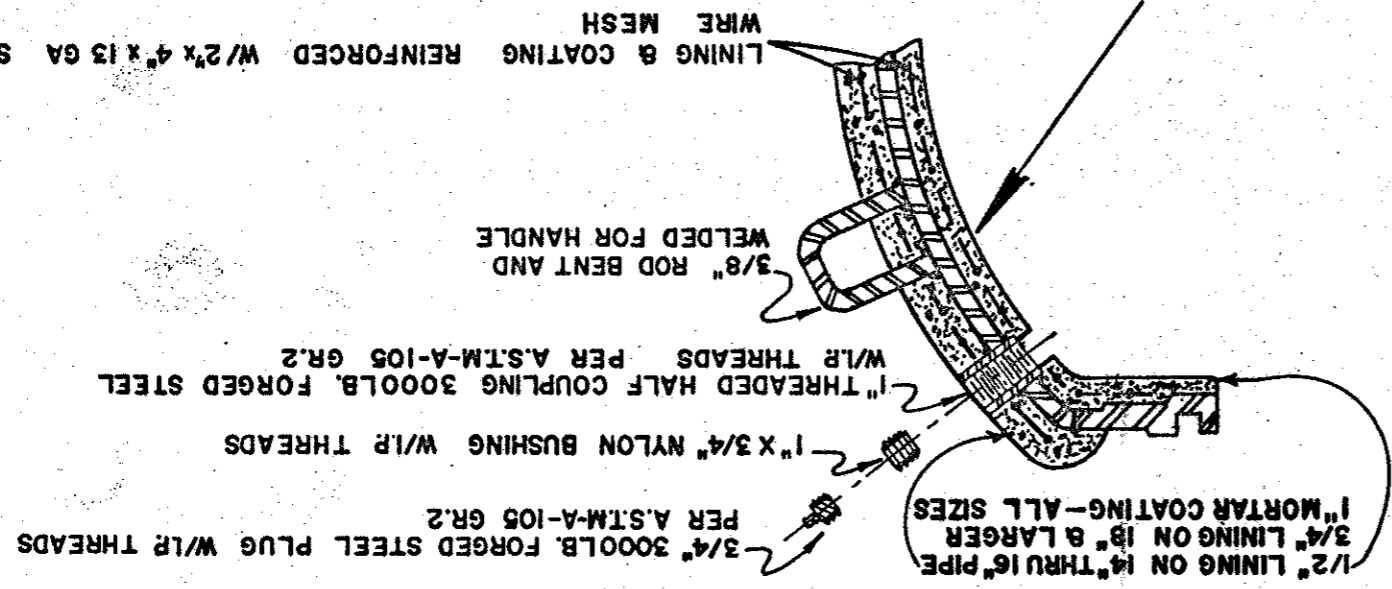 1/2" LINING ON 14" THRU 16" PIPE
3/4" LINING ON 18" & LARGER
1" MORTAR COATING-ALL SIZES
3/4" 3000LB. FORGED STEEL PLUG W/I.P. THREADS
PER A.S.T.M-A-105 GR.2
1" X 3/4" NYLON BUSHING W/I.P. THREADS
1" THREADED HALF COUPLING 3000LB. FORGED STEEL
W/I.P. THREADS PER A.S.T.M-A-105 GR.2
3/8" ROD BENT AND
WELDED FOR HANDLE
LINING & COATING REINFORCED W/2"x 4" x 13 GA S
WIRE MESH